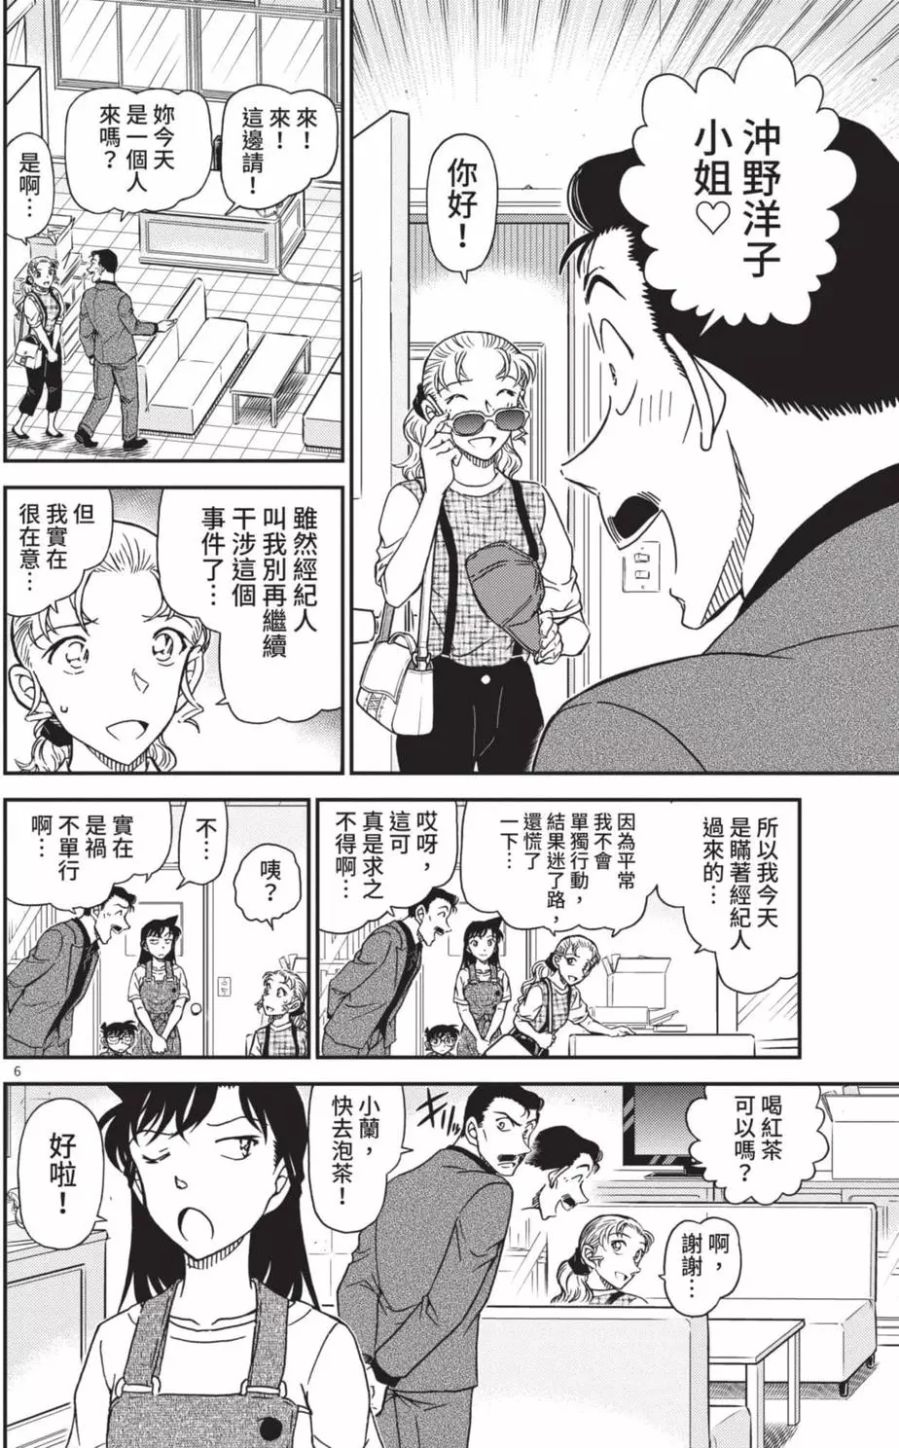 沖野洋子
小姐♡
你好！
來！
來！
這邊請！
妳今天
是一個人
來嗎？
是啊…
雖然經紀人
叫我別再繼續
干涉這個
事件了…
但
我實在
很在意…
所以我今天
是瞞著經紀人
過來的…
因為平常
我不會
單獨行動，
結果迷了路，
還慌了
一下…
哎呀，
這可
真是求之
不得啊…
咦？
不…
實在
是禍
不單行
啊…
6
喝紅茶
可以嗎？
啊，
謝謝…
小蘭，
快去泡茶！
好啦！